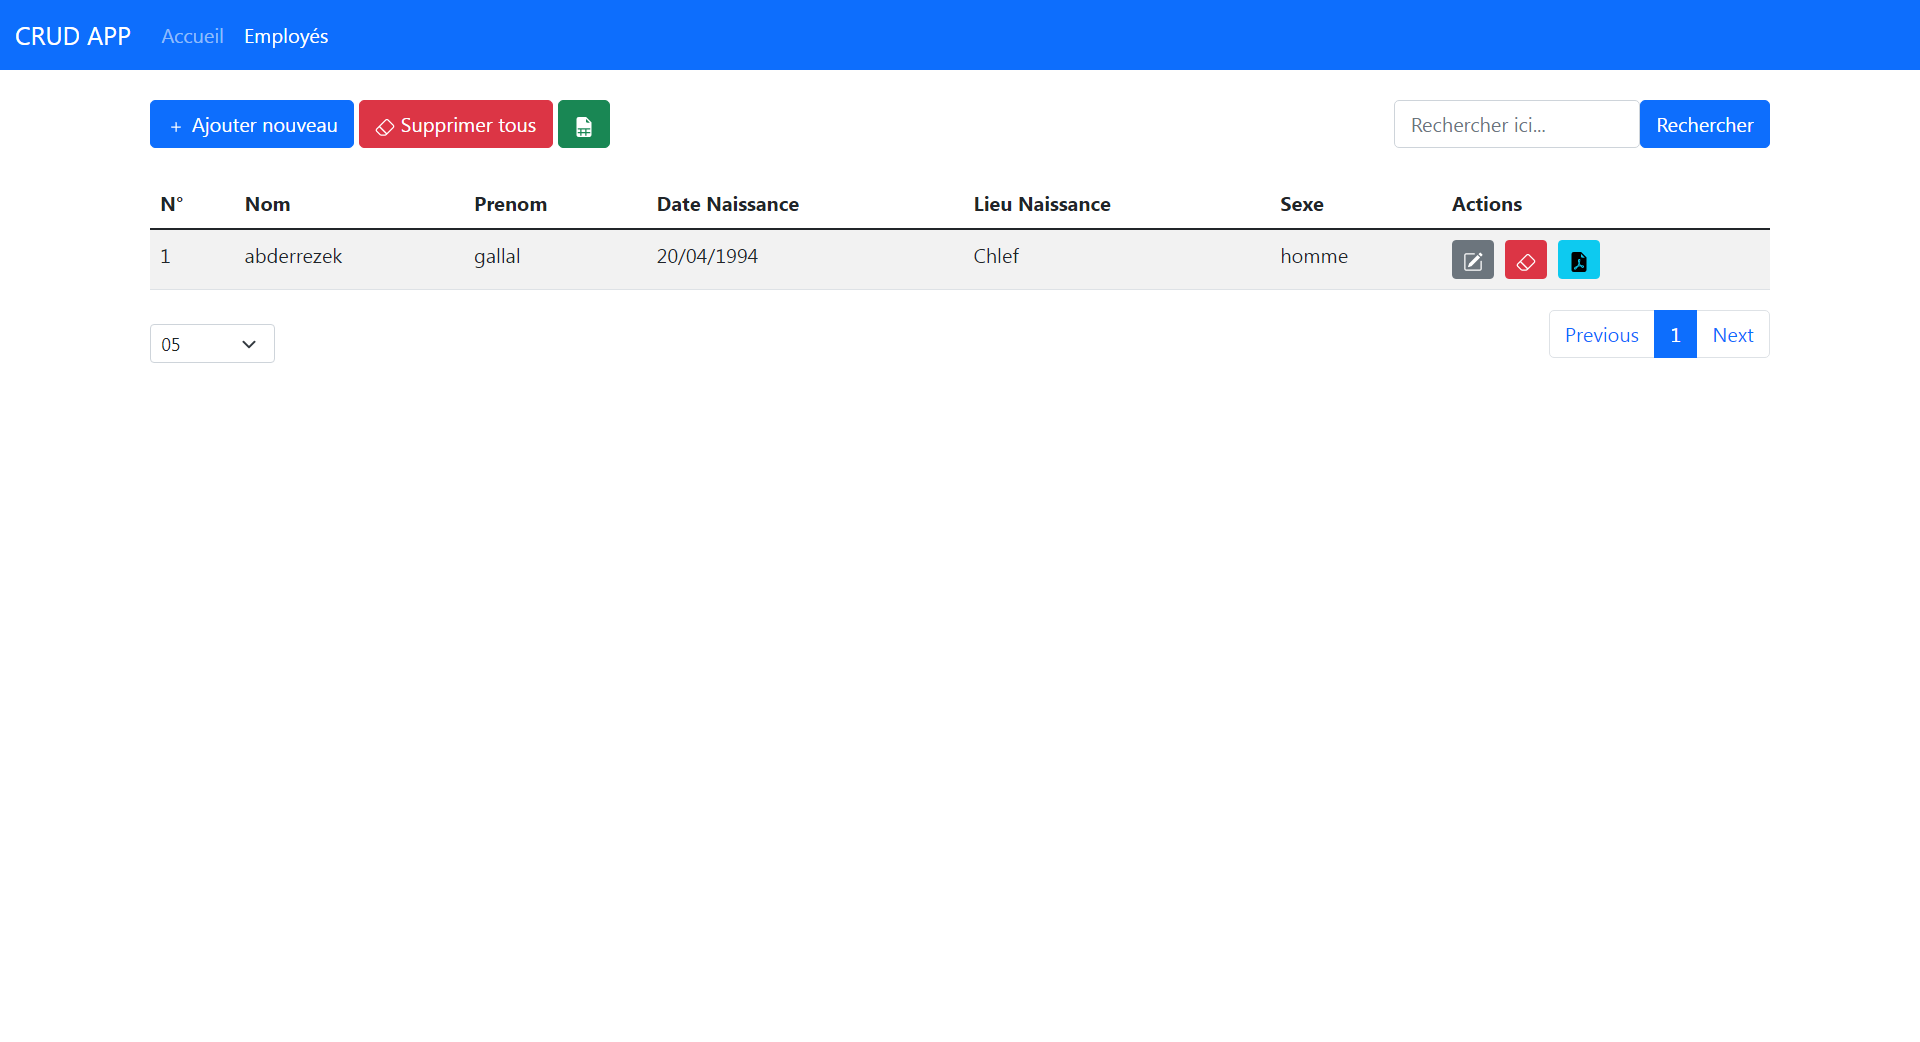 CRUD APP Accueil Employés
+ Ajouter nouveau Supprimer tous Rechercher ici... Rechercher
N° Nom Prenom Date Naissance Lieu Naissance Sexe Actions
1 abderrezek gallal 20/04/1994 Chlef homme
05 Previous 1 Next